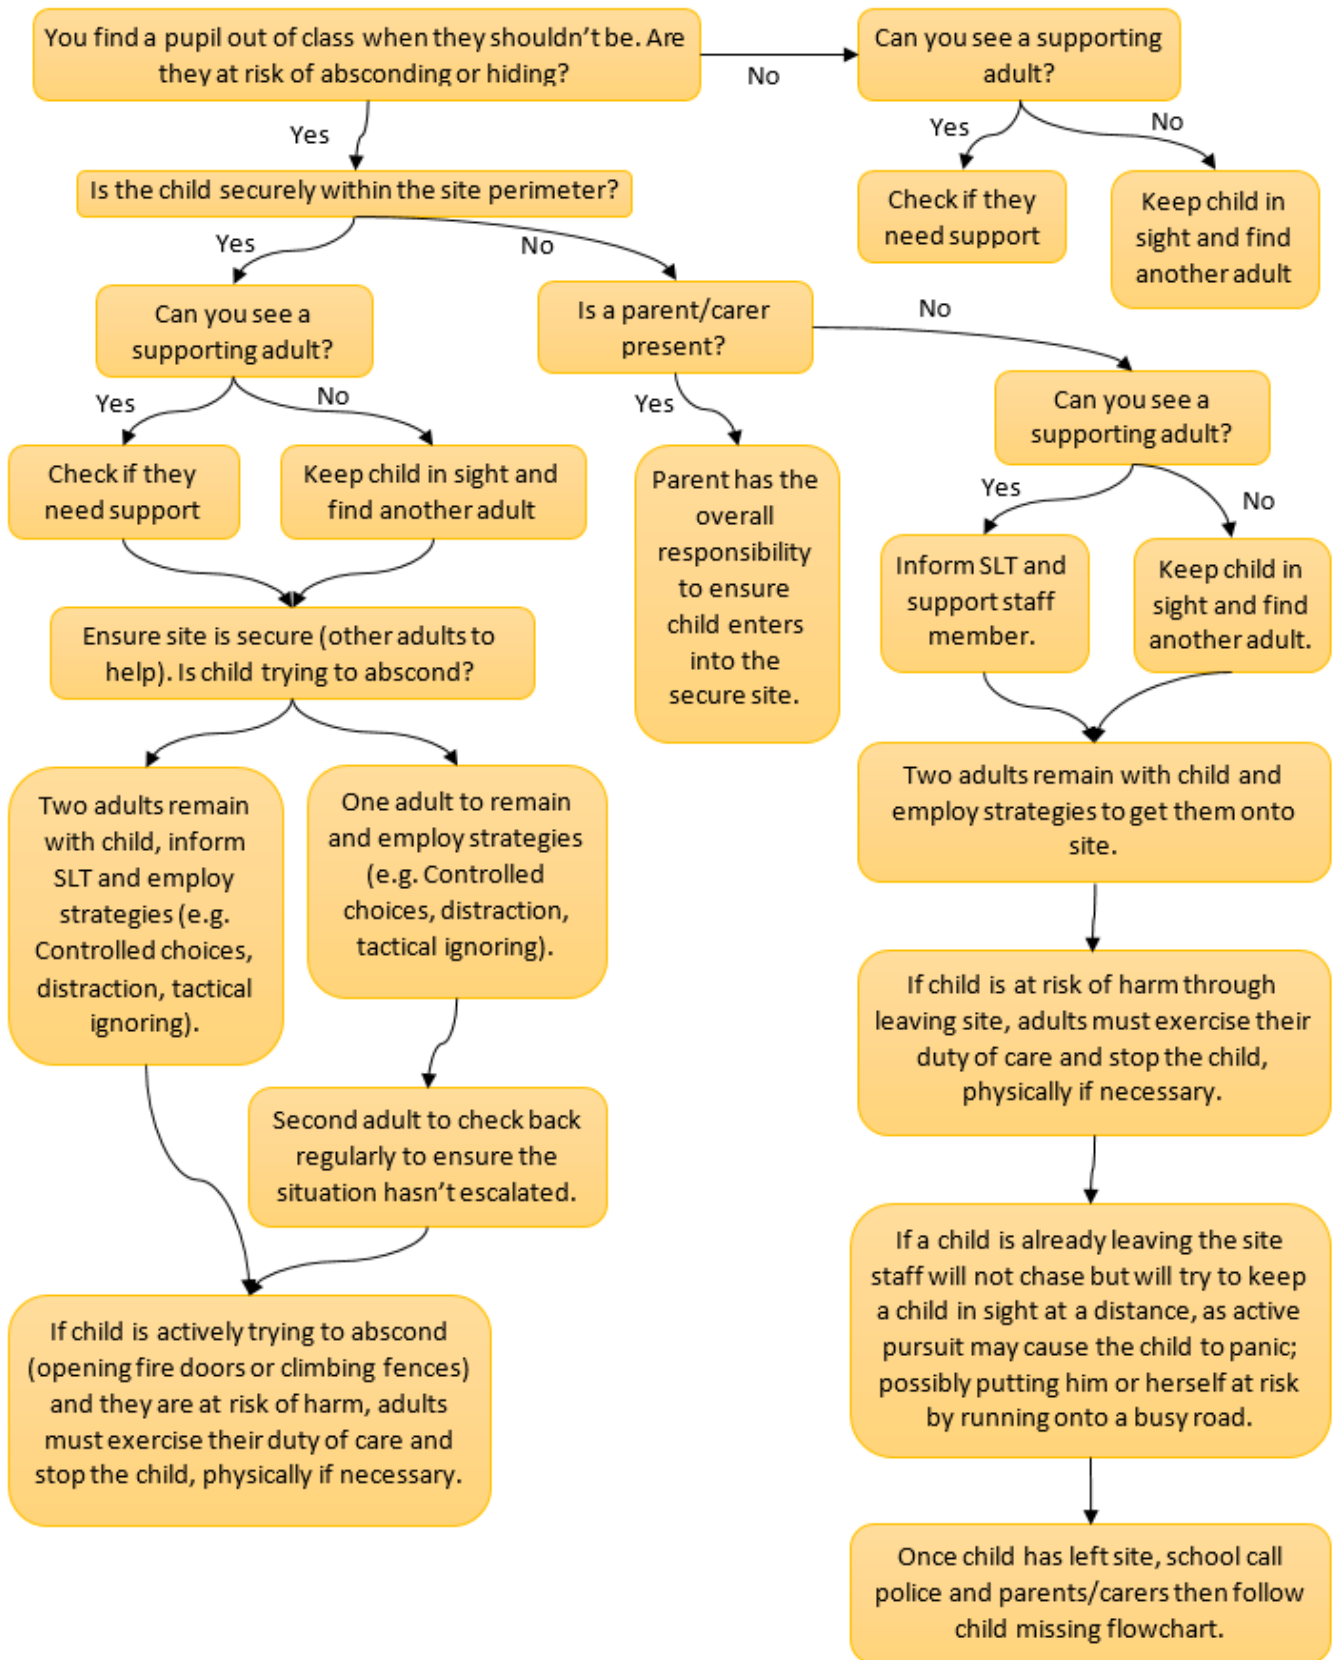 You find a pupil out of class when they shouldn't be. Are
they at risk of absconding or hiding?
No
Can you see a supporting
adult?
Yes
No
Check if they
need support
Keep child in
sight and find
another adult
Yes
Is the child securely within the site perimeter?
Yes
No
Can you see a
supporting adult?
Is a parent/carer
present?
No
Yes
No
Yes
Can you see a
supporting adult?
Check if they
need support
Keep child in sight and
find another adult
Parent has the
overall
responsibility
to ensure
child enters
into the
secure site.
Yes
No
Inform SLT and
support staff
member.
Keep child in
sight and find
another adult.
Ensure site is secure (other adults to
help). Is child trying to abscond?
Two adults remain
with child, inform
SLT and employ
strategies (e.g.
Controlled choices,
distraction, tactical
ignoring).
One adult to remain
and employ strategies
(e.g. Controlled
choices, distraction,
tactical ignoring).
Second adult to check back
regularly to ensure the
situation hasn't escalated.
If child is actively trying to abscond
(opening fire doors or climbing fences)
and they are at risk of harm, adults
must exercise their duty of care and
stop the child, physically if necessary.
Two adults remain with child and
employ strategies to get them onto
site.
If child is at risk of harm through
leaving site, adults must exercise their
duty of care and stop the child,
physically if necessary.
If a child is already leaving the site
staff will not chase but will try to keep
a child in sight at a distance, as active
pursuit may cause the child to panic;
possibly putting him or herself at risk
by running onto a busy road.
Once child has left site, school call
police and parents/carers then follow
child missing flowchart.